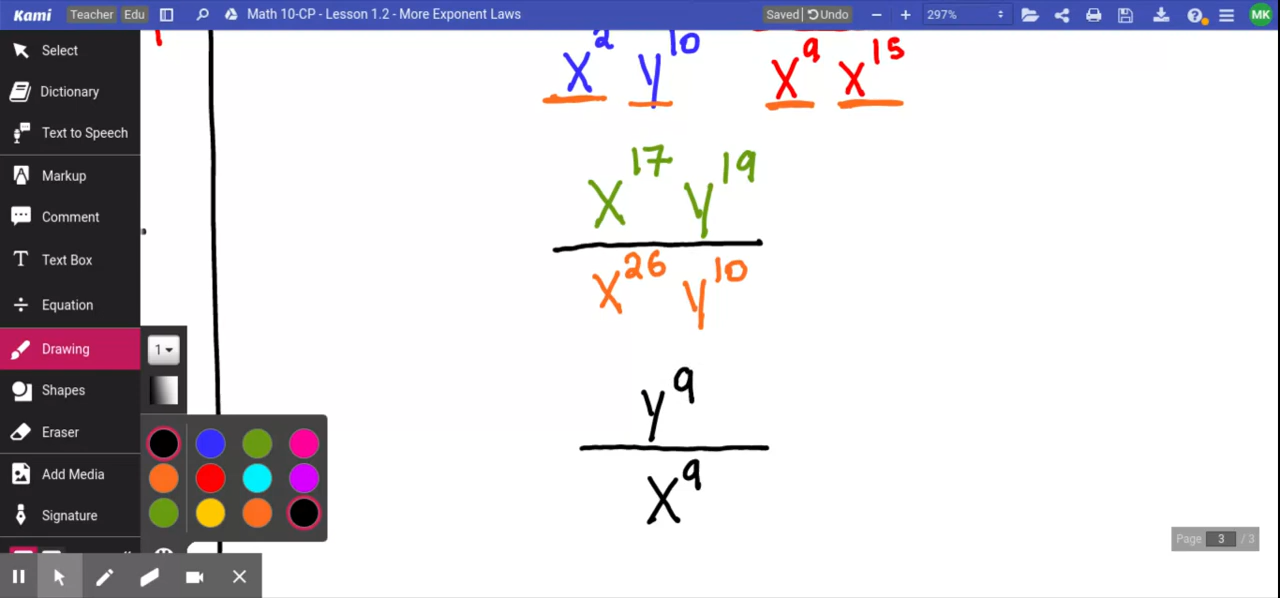 Kami Teacher Edu Math 10-CP - Lesson 1.2 - More Exponent Laws Saved Undo − + 297% MK
Select
Dictionary
Text to Speech
Markup
Comment
T Text Box
Equation
Drawing
1
Shapes
Eraser
Add Media
Signature
x² y¹⁰ x⁹ x¹⁵
x¹⁷ y¹⁹
x²⁶ y¹⁰
y⁹
x⁹
Page 3 / 3